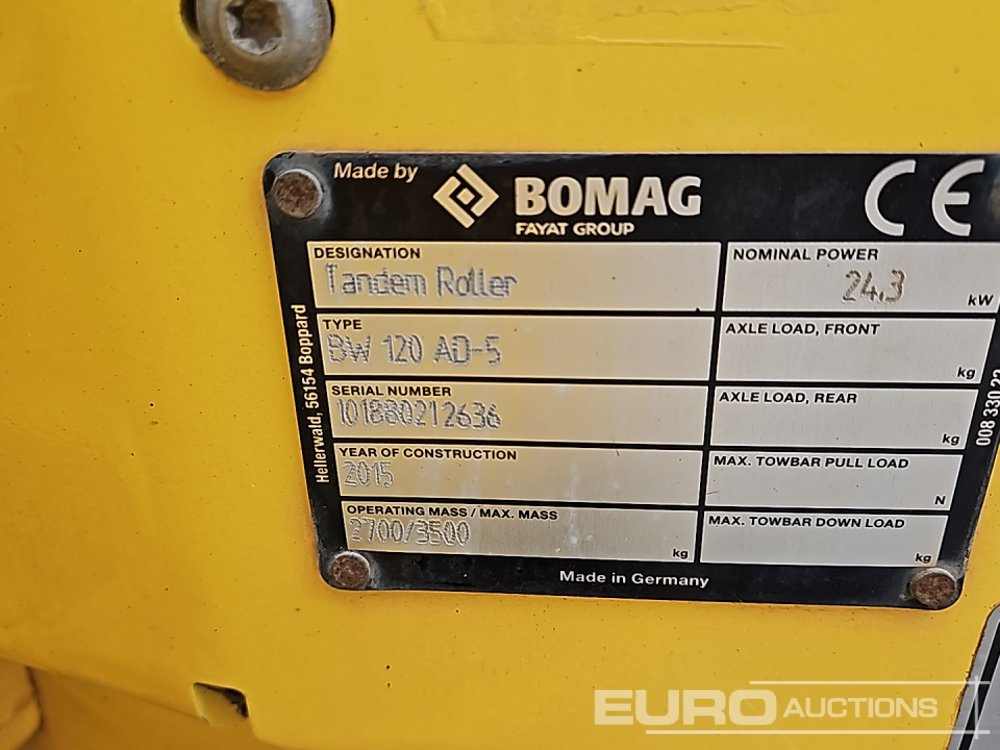 Made by BOMAG CE
FAYAT GROUP
DESIGNATION
Tandem Roller
NOMINAL POWER
24,3 kW
TYPE
BW 120 AD-5
AXLE LOAD, FRONT
kg
SERIAL NUMBER
101880212636
AXLE LOAD, REAR
kg
YEAR OF CONSTRUCTION
2015
MAX. TOWBAR PULL LOAD
N
OPERATING MASS / MAX. MASS
2700/3500 kg
MAX. TOWBAR DOWN LOAD
kg
Made in Germany
Hellerwald, 56154 Boppard
008 330 22
EURO AUCTIONS